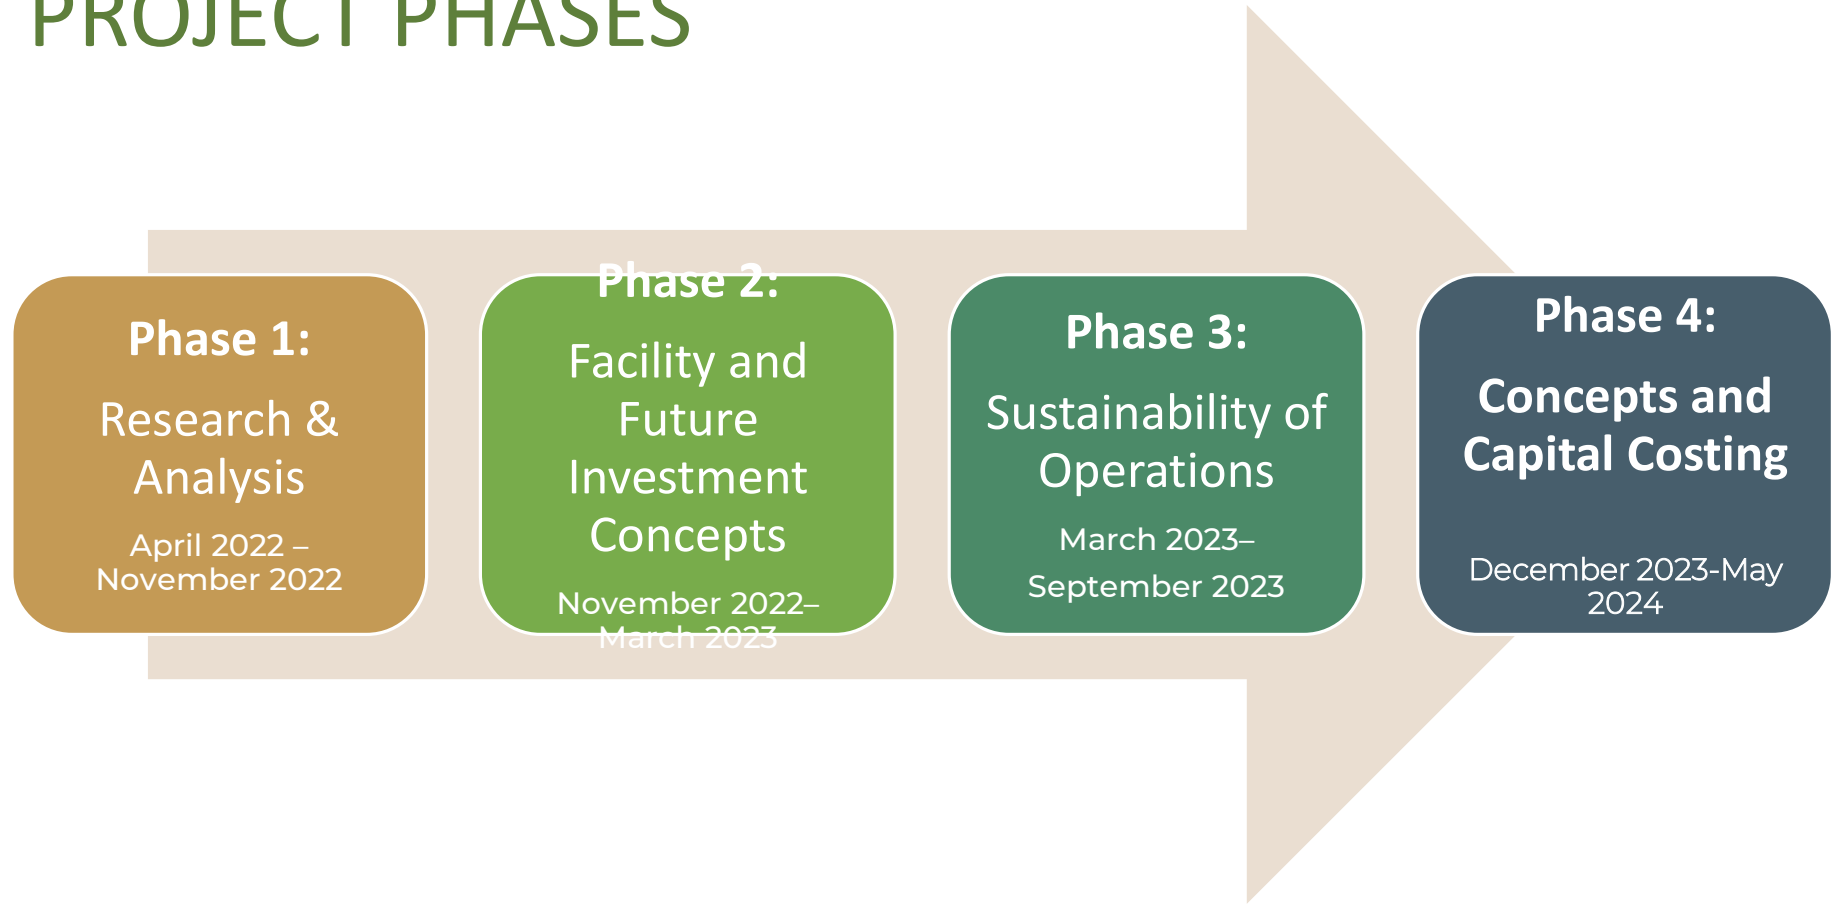 PROJECT PHASES
Phase 1:
Research &
Analysis
April 2022 –
November 2022
Phase 2:
Facility and
Future
Investment
Concepts
November 2022–
March 2023
Phase 3:
Sustainability of
Operations
March 2023–
September 2023
Phase 4:
Concepts and
Capital Costing
December 2023-May
2024